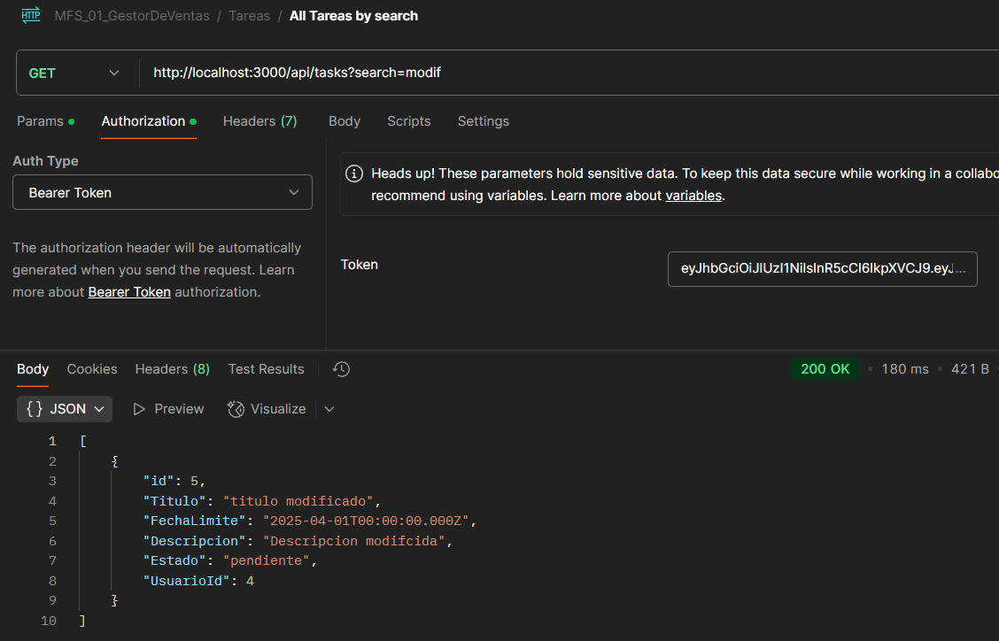 HTTP MFS_01_GestorDeVentas / Tareas / All Tareas by search
GET http://localhost:3000/api/tasks?search=modif
Params Authorization Headers (7) Body Scripts Settings
Auth Type
Bearer Token
The authorization header will be automatically
generated when you send the request. Learn
more about Bearer Token authorization.
Heads up! These parameters hold sensitive data. To keep this data secure while working in a collabo
recommend using variables. Learn more about variables.
Token
eyJhbGciOiJIUzI1NiIsInR5cCI6IkpXVCJ9.eyJ...
Body Cookies Headers (8) Test Results
200 OK • 180 ms • 421 B
{} JSON Preview Visualize
1 [
2 {
3 "id": 5,
4 "Titulo": "titulo modificado",
5 "FechaLimite": "2025-04-01T00:00:00.000Z",
6 "Descripcion": "Descripcion modifcida",
7 "Estado": "pendiente",
8 "UsuarioId": 4
9 }
10 ]